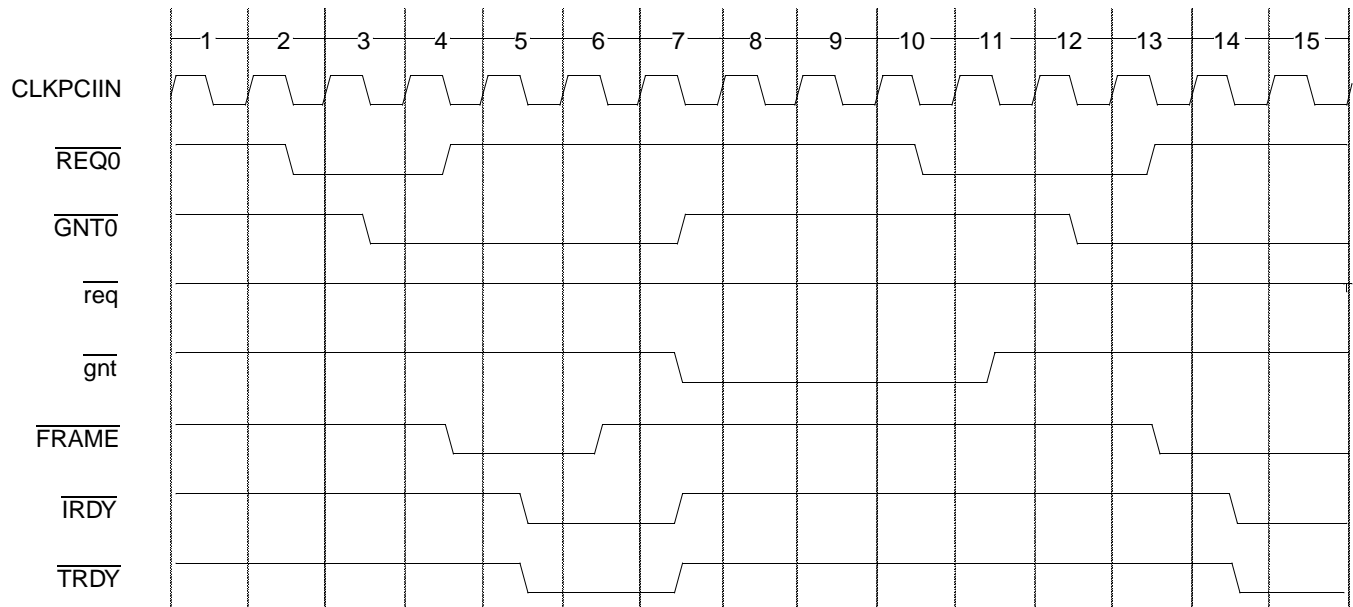 1 2 3 4 5 6 7 8 9 10 11 12 13 14 15
CLKPCIIN
REQ0
GNT0
req
gnt
FRAME
IRDY
TRDY